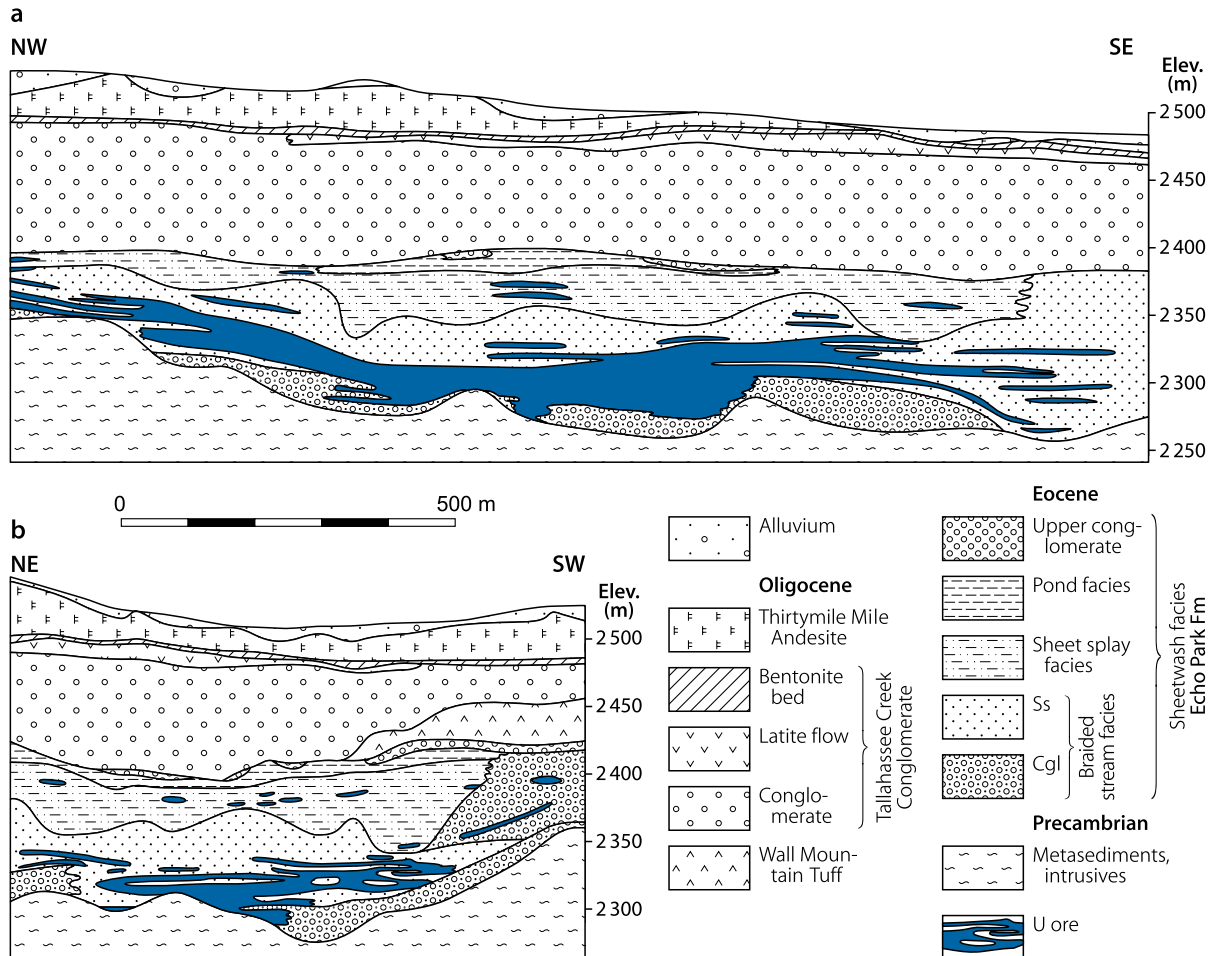 a
NW
SE
Elev.
(m)
2 500
2 450
2 400
2 350
2 300
2 250
0
500 m
b
NE
SW
Elev.
(m)
2 500
2 450
2 400
2 350
2 300
Alluvium
Oligocene
Thirtymile Mile
Andesite
Bentonite
bed
Latite flow
Conglo-
merate
Tallahassee Creek
Conglomerate
Wall Moun-
tain Tuff
Eocene
Upper cong-
lomerate
Pond facies
Sheet splay
facies
Ss
Cgl
Braided
stream facies
Sheetwash facies
Echo Park Fm
Precambrian
Metasediments,
intrusives
U ore